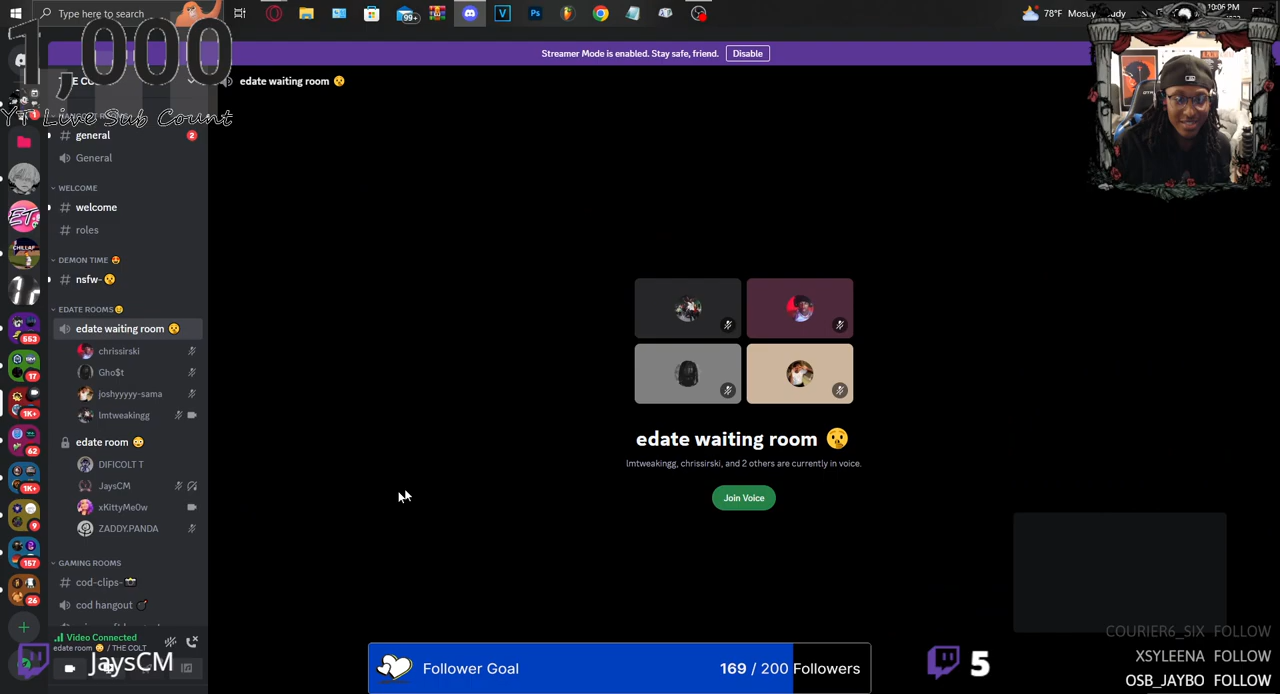 Type here to search
99+
78°F Mostly
10:06 PM
1,000
YT Live Sub Count
Streamer Mode is enabled. Stay safe, friend. Disable
edate waiting room 😗
# general 2
General
WELCOME
# welcome
# roles
DEMON TIME 😍
# nsfw-😗
EDATE ROOMS
edate waiting room 😗
chrissirski
Gho$t
joshyyyyy-sama
lmtweakingg
edate room 😳
DIFICOLT T
JaysCM
xKittyMe0w
ZADDY.PANDA
GAMING ROOMS
# cod-clips-📸
cod hangout 💣
Video Connected
edate room 😳 / THE COLT
JaysCM
ET
CHILLAF
553
17
1K+
62
1K+
9
157
26
edate waiting room 🤫
lmtweakingg, chrissirski, and 2 others are currently in voice.
Join Voice
Follower Goal 169 / 200 Followers
5
COURIER6_SIX FOLLOW
XSYLEENA FOLLOW
OSB_JAYBO FOLLOW